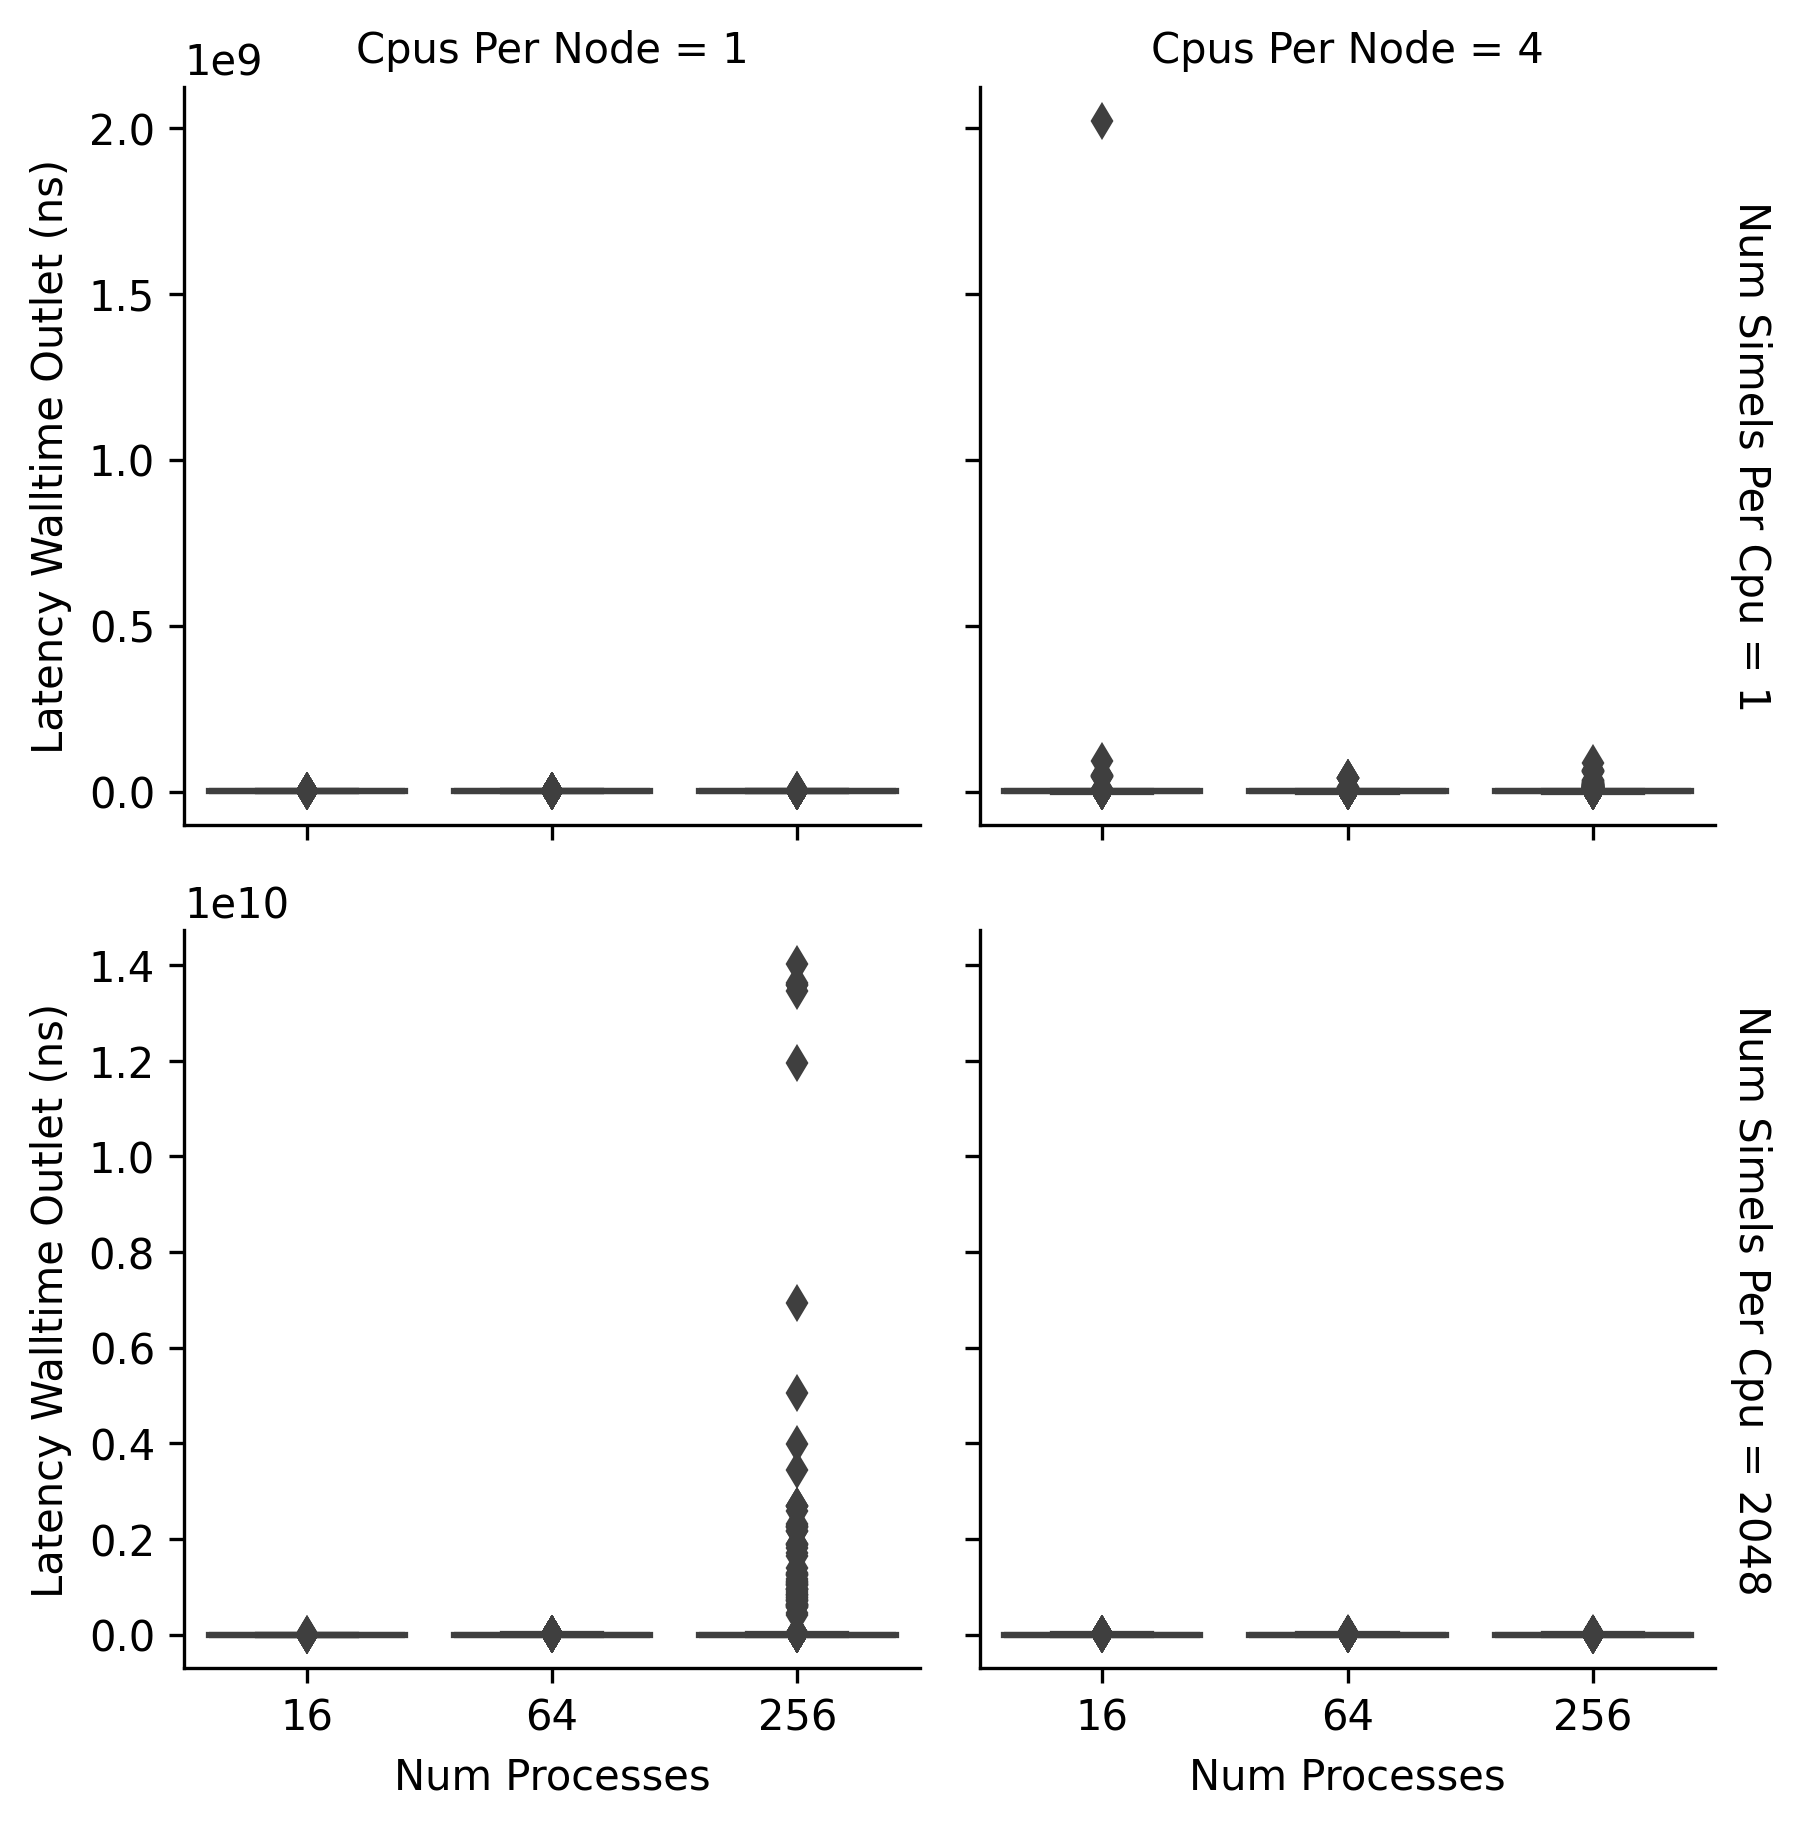 Cpus Per Node = 1
Cpus Per Node = 4
1e9
Latency Walltime Outlet (ns)
2.0
1.5
1.0
0.5
0.0
Num Simels Per Cpu = 1
1e10
Latency Walltime Outlet (ns)
1.4
1.2
1.0
0.8
0.6
0.4
0.2
0.0
Num Simels Per Cpu = 2048
16 64 256
16 64 256
Num Processes
Num Processes